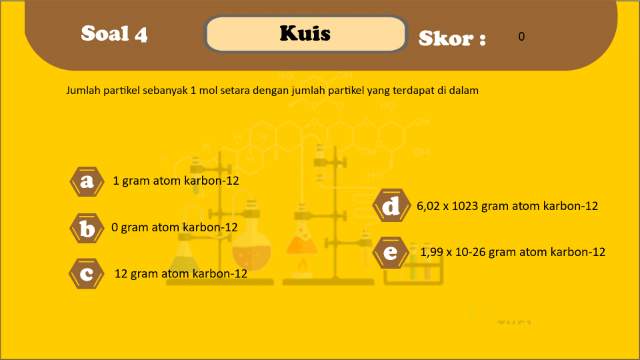 Soal 4
Kuis
Skor :
0
Jumlah partikel sebanyak 1 mol setara dengan jumlah partikel yang terdapat di dalam
a 1 gram atom karbon-12
b 0 gram atom karbon-12
c 12 gram atom karbon-12
d 6,02 x 1023 gram atom karbon-12
e 1,99 x 10-26 gram atom karbon-12